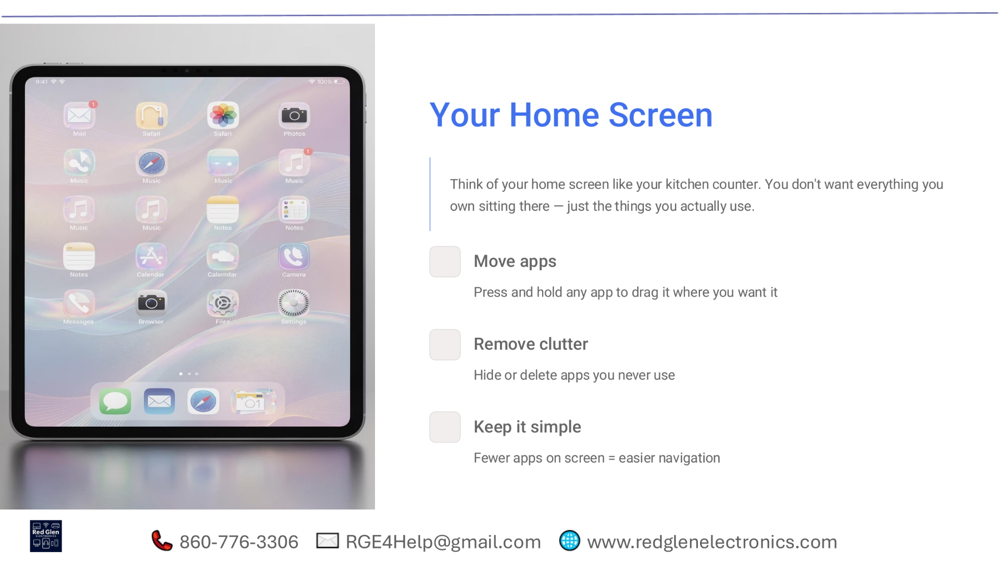 9:41
100%
1
Mail
Safari
Safari
Photos
1
Music
Music
Music
Music
Music
Music
Notes
Notes
Notes
Calendar
Calemdar
Camera
Messages
Browser
Files
Settings
01
Your Home Screen
Think of your home screen like your kitchen counter. You don't want everything you
own sitting there — just the things you actually use.
Move apps
Press and hold any app to drag it where you want it
Remove clutter
Hide or delete apps you never use
Keep it simple
Fewer apps on screen = easier navigation
Red Glen
ELECTRONICS
860-776-3306
RGE4Help@gmail.com
www.redglenelectronics.com